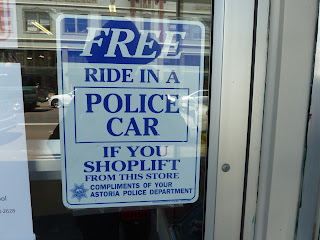 FREE
RIDE IN A
POLICE
CAR
IF YOU
SHOPLIFT
FROM THIS STORE
COMPLIMENTS OF YOUR
ASTORIA POLICE DEPARTMENT